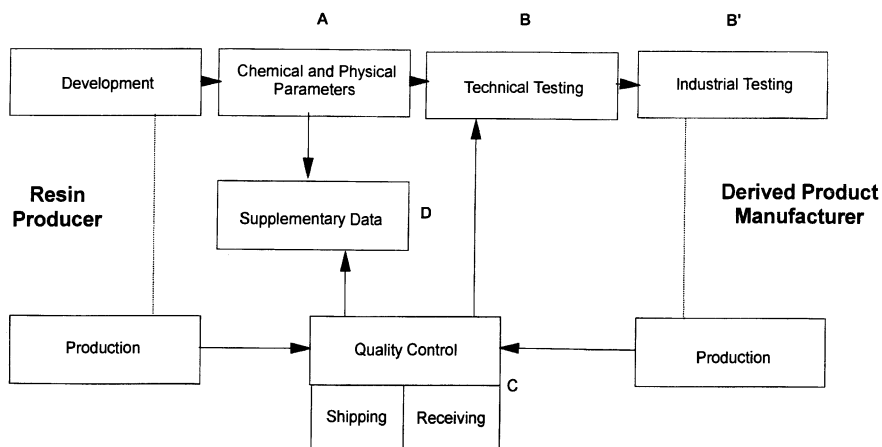 A
B
B'
Development
Chemical and Physical
Parameters
Technical Testing
Industrial Testing
Resin
Producer
Supplementary Data
D
Derived Product
Manufacturer
Production
Quality Control
Production
C
Shipping
Receiving